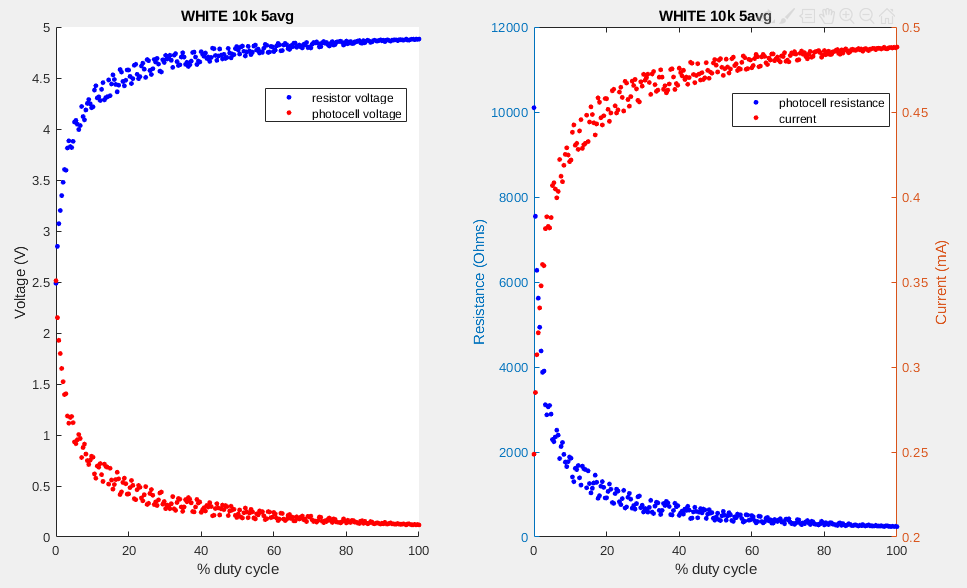 WHITE 10k 5avg
5
4.5
4
3.5
3
2.5
2
1.5
1
0.5
0
Voltage (V)
resistor voltage
photocell voltage
0 20 40 60 80 100
% duty cycle
WHITE 10k 5avg
12000
10000
8000
6000
4000
2000
0
Resistance (Ohms)
photocell resistance
current
0.5
0.45
0.4
0.35
0.3
0.25
0.2
Current (mA)
0 20 40 60 80 100
% duty cycle